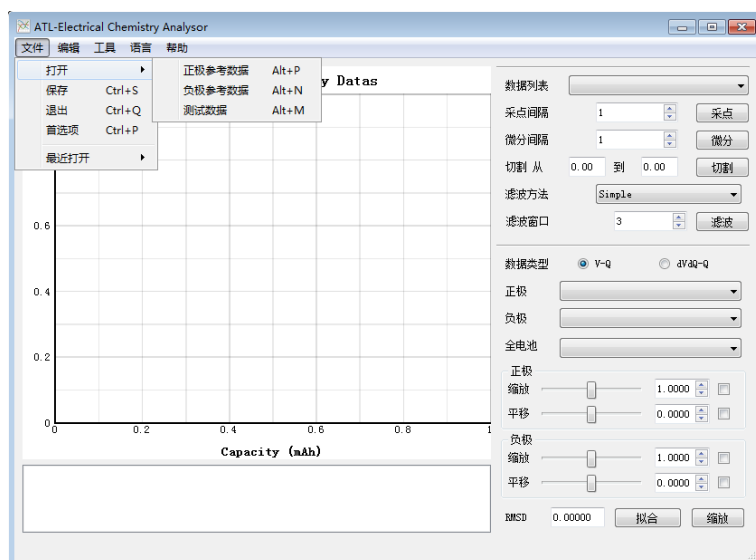 ATL-Electrical Chemistry Analysor
文件 编辑 工具 语言 帮助
打开
保存 Ctrl+S
退出 Ctrl+Q
首选项 Ctrl+P
最近打开
正极参考数据 Alt+P
负极参考数据 Alt+N
测试数据 Alt+M
y Datas
0.6
0.4
0.2
0
0 0.2 0.4 0.6 0.8 1
Capacity (mAh)
数据列表
采点间隔 1 采点
微分间隔 1 微分
切割 从 0.00 到 0.00 切割
滤波方法 Simple
滤波窗口 3 滤波
数据类型 V-Q dVdQ-Q
正极
负极
全电池
正极
缩放 1.0000
平移 0.0000
负极
缩放 1.0000
平移 0.0000
RMSD 0.00000 拟合 缩放